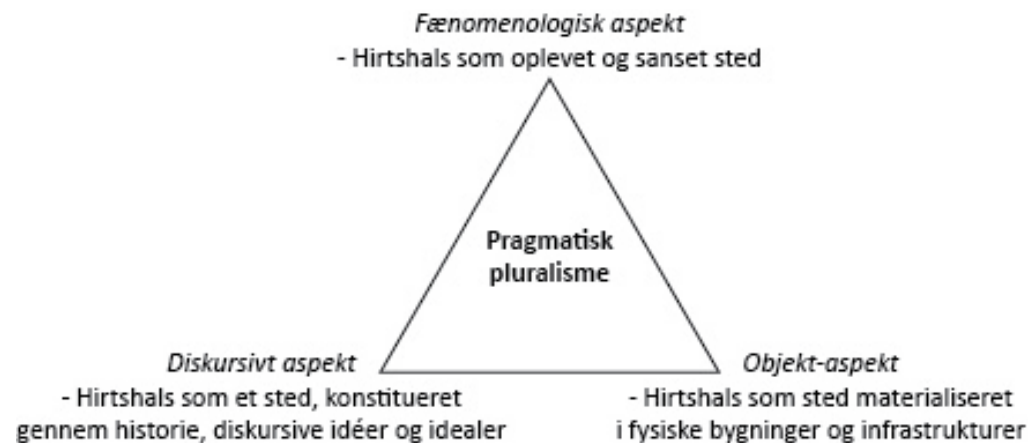 Fænomenologisk aspekt
- Hirtshals som oplevet og sanset sted
Pragmatisk
pluralisme
Diskursivt aspekt
- Hirtshals som et sted, konstitueret
gennem historie, diskursive idéer og idealer
Objekt-aspekt
- Hirtshals som sted materialiseret
i fysiske bygninger og infrastrukturer